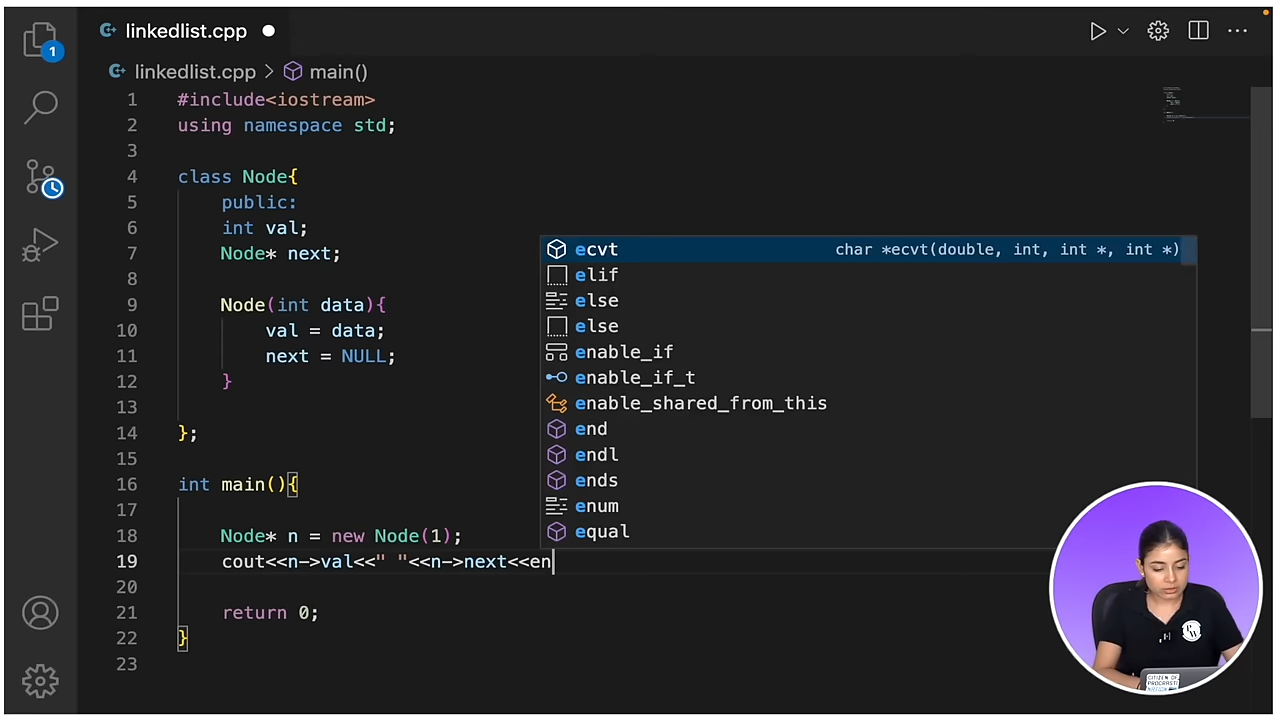 1
linkedlist.cpp
linkedlist.cpp > main()
1 #include<iostream>
2 using namespace std;
3
4 class Node{
5 public:
6 int val;
7 Node* next;
8
9 Node(int data){
10 val = data;
11 next = NULL;
12 }
13
14 };
15
16 int main(){
17
18 Node* n = new Node(1);
19 cout<<n->val<<" "<<n->next<<en
20
21 return 0;
22 }
23
ecvt char *ecvt(double, int, int *, int *)
elif
else
else
enable_if
enable_if_t
enable_shared_from_this
end
endl
ends
enum
equal
PW
CITIZEN OF